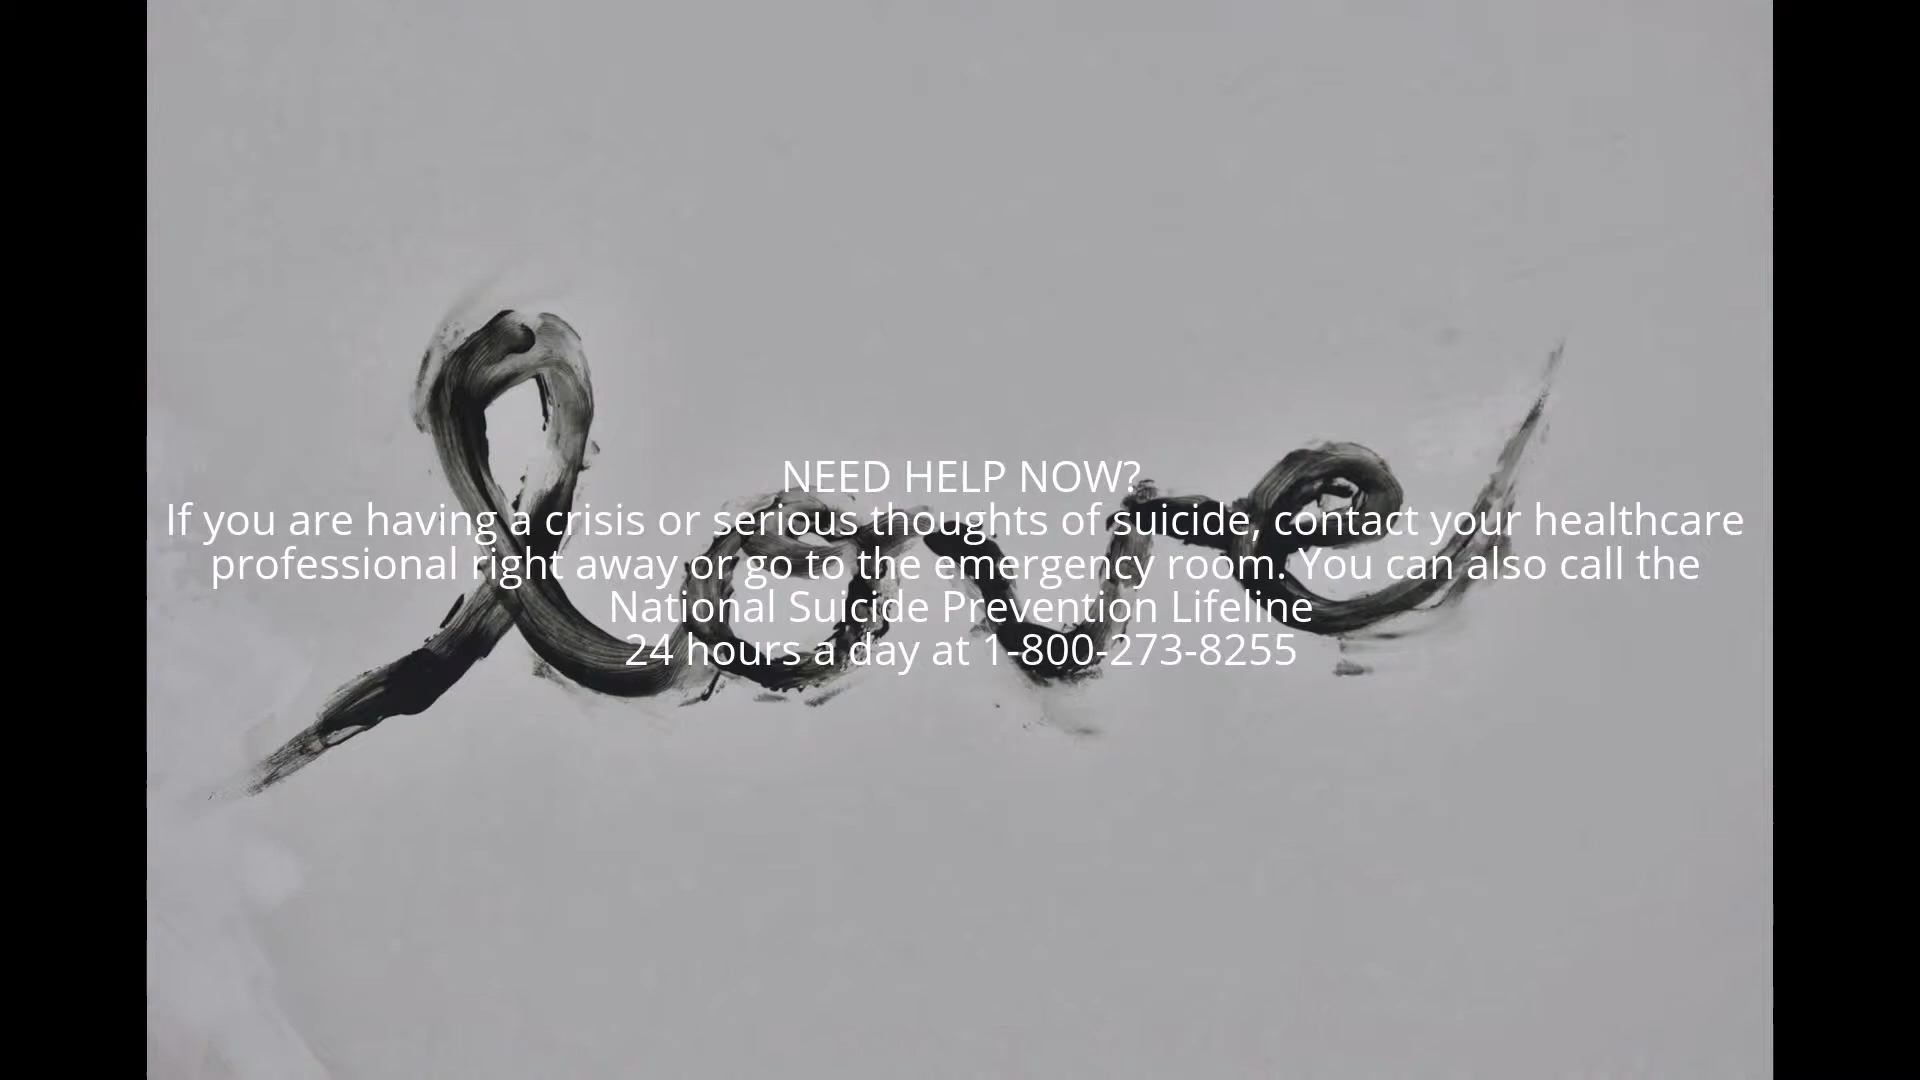 love
NEED HELP NOW?
If you are having a crisis or serious thoughts of suicide, contact your healthcare
professional right away or go to the emergency room. You can also call the
National Suicide Prevention Lifeline
24 hours a day at 1-800-273-8255